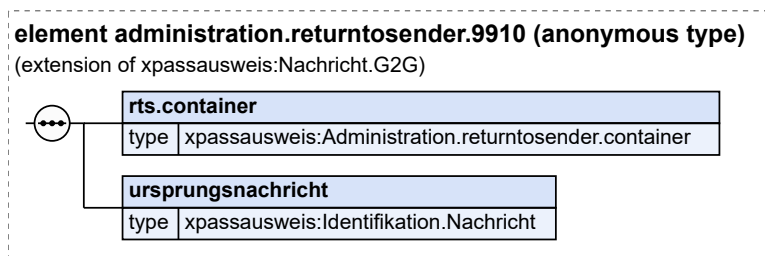 element administration.returntosender.9910 (anonymous type)
(extension of xpassausweis:Nachricht.G2G)
rts.container
type xpassausweis:Administration.returntosender.container
ursprungsnachricht
type xpassausweis:Identifikation.Nachricht